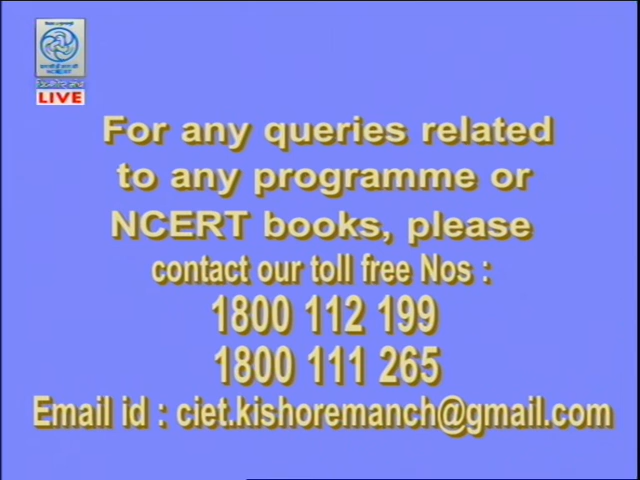 NCERT
LIVE
For any queries related
to any programme or
NCERT books, please
contact our toll free Nos :
1800 112 199
1800 111 265
Email id : ciet.kishoremanch@gmail.com